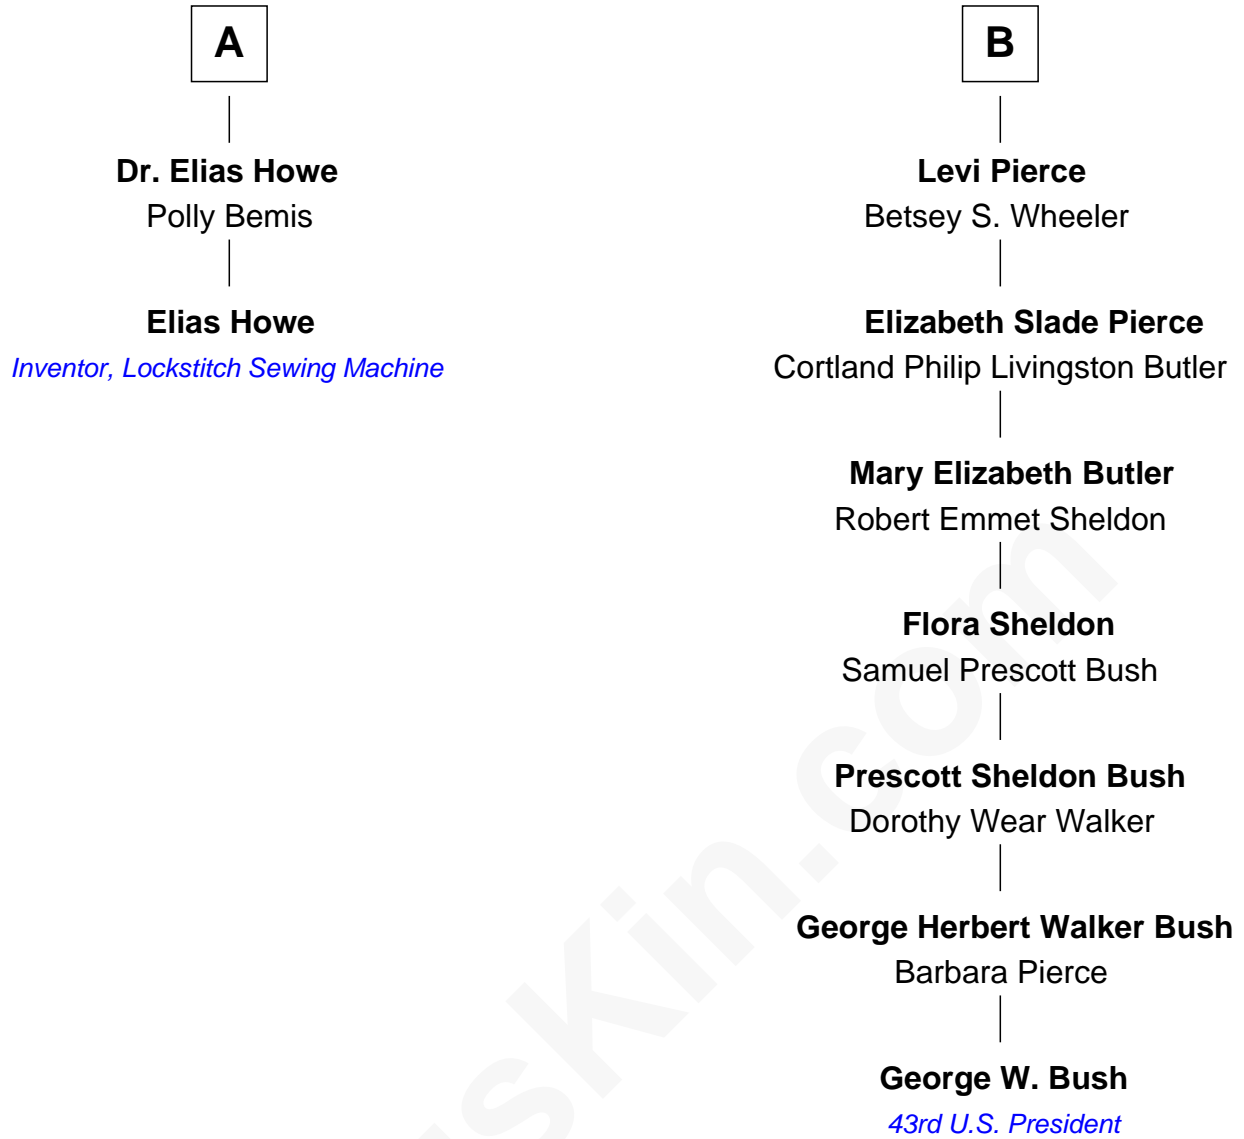 A
Dr. Elias Howe
Polly Bemis
Elias Howe
Inventor, Lockstitch Sewing Machine
B
Levi Pierce
Betsey S. Wheeler
Elizabeth Slade Pierce
Cortland Philip Livingston Butler
Mary Elizabeth Butler
Robert Emmet Sheldon
Flora Sheldon
Samuel Prescott Bush
Prescott Sheldon Bush
Dorothy Wear Walker
George Herbert Walker Bush
Barbara Pierce
George W. Bush
43rd U.S. President
sKin.com